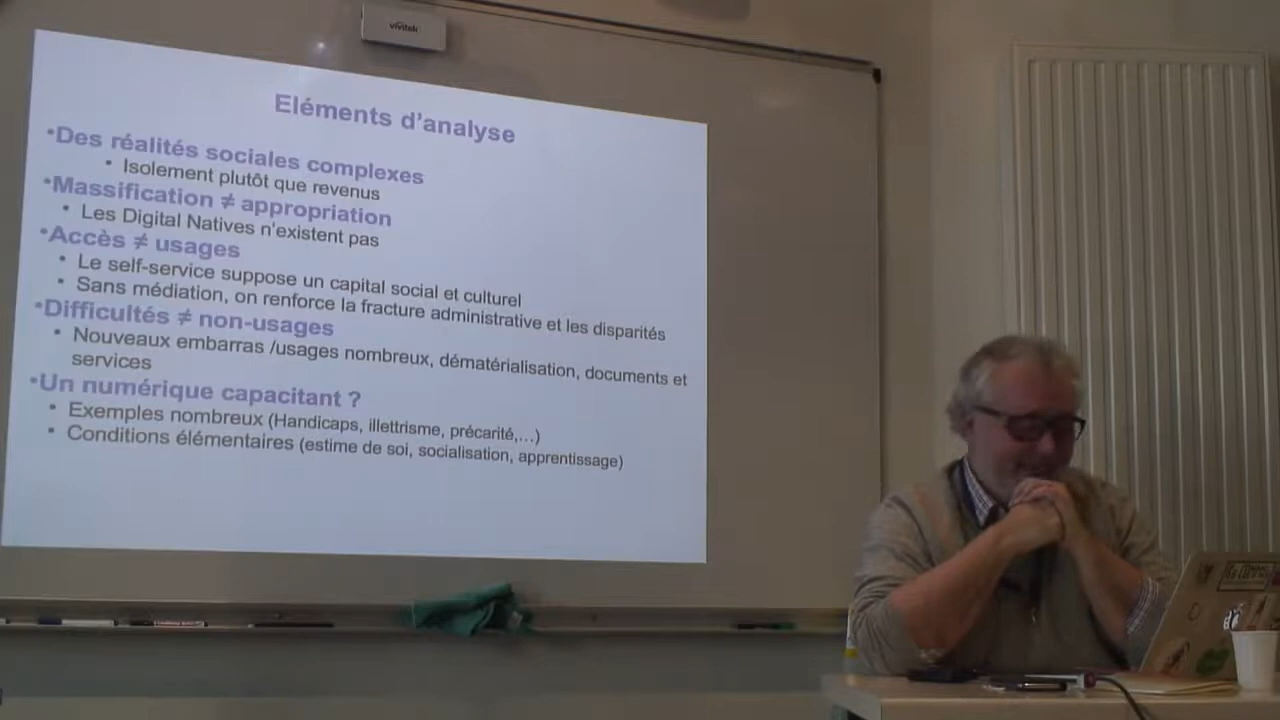 vivitek
Eléments d'analyse
•Des réalités sociales complexes
• Isolement plutôt que revenus
•Massification ≠ appropriation
• Les Digital Natives n'existent pas
•Accès ≠ usages
• Le self-service suppose un capital social et culturel
• Sans médiation, on renforce la fracture administrative et les disparités
•Difficultés ≠ non-usages
• Nouveaux embarras /usages nombreux, dématérialisation, documents et
services
•Un numérique capacitant ?
• Exemples nombreux (Handicaps, illettrisme, précarité,...)
• Conditions élémentaires (estime de soi, socialisation, apprentissage)